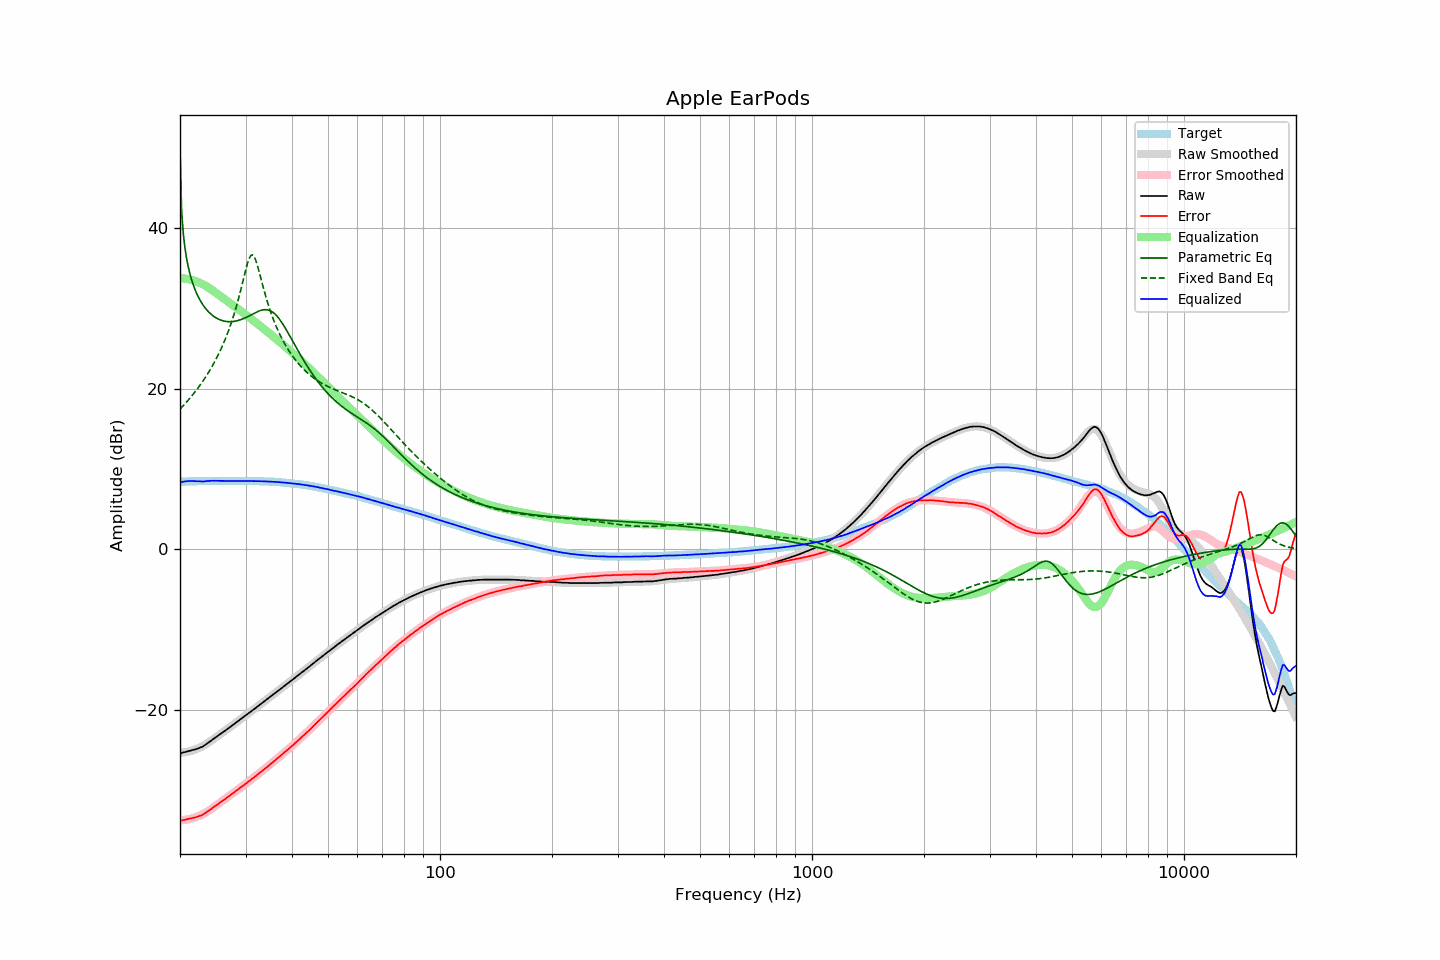 Apple EarPods
Target
Raw Smoothed
Error Smoothed
Raw
Error
Equalization
Parametric Eq
Fixed Band Eq
Equalized
Amplitude (dBr)
40
20
0
−20
100
1000
10000
Frequency (Hz)